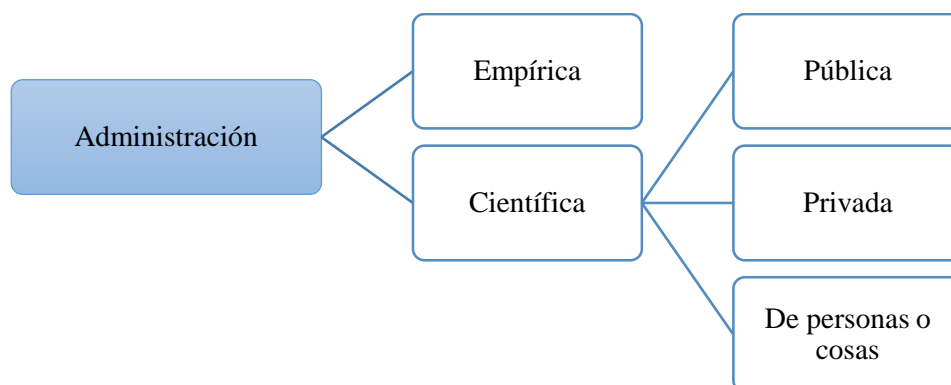 Administración
Empírica
Científica
Pública
Privada
De personas o
cosas